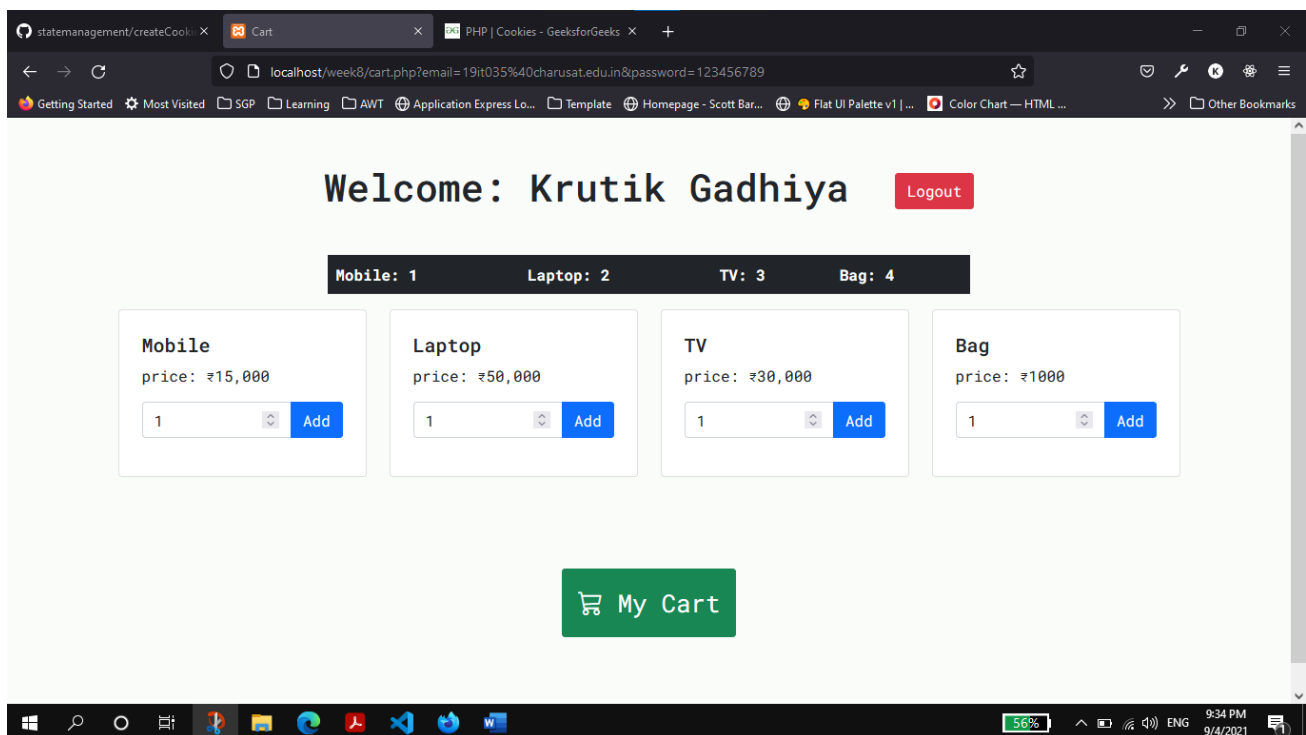 statemanagement/createCooki
Cart
PHP | Cookies - GeeksforGeeks
localhost/week8/cart.php?email=19it035%40charusat.edu.in&password=123456789
K
Getting Started Most Visited SGP Learning AWT Application Express Lo... Template Homepage - Scott Bar... Flat UI Palette v1 | ... Color Chart — HTML ... Other Bookmarks
Welcome: Krutik Gadhiya
Logout
Mobile: 1 Laptop: 2 TV: 3 Bag: 4
Mobile Laptop TV Bag
price: ₹15,000 price: ₹50,000 price: ₹30,000 price: ₹1000
1 Add 1 Add 1 Add 1 Add
My Cart
56% ENG 9:34 PM
9/4/2021 1